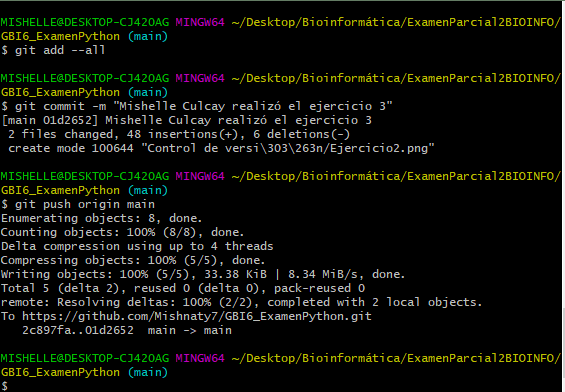 MISHELLE@DESKTOP-CJ42OAG MINGW64 ~/Desktop/Bioinformática/ExamenParcial2BIOINFO/
GBI6_ExamenPython (main)
$ git add --all
MISHELLE@DESKTOP-CJ42OAG MINGW64 ~/Desktop/Bioinformática/ExamenParcial2BIOINFO/
GBI6_ExamenPython (main)
$ git commit -m "Mishelle Culcay realizó el ejercicio 3"
[main 01d2652] Mishelle Culcay realizó el ejercicio 3
 2 files changed, 48 insertions(+), 6 deletions(-)
 create mode 100644 "Control de versi\303\263n/Ejercicio2.png"
MISHELLE@DESKTOP-CJ42OAG MINGW64 ~/Desktop/Bioinformática/ExamenParcial2BIOINFO/
GBI6_ExamenPython (main)
$ git push origin main
Enumerating objects: 8, done.
Counting objects: 100% (8/8), done.
Delta compression using up to 4 threads
Compressing objects: 100% (5/5), done.
Writing objects: 100% (5/5), 33.38 KiB | 8.34 MiB/s, done.
Total 5 (delta 2), reused 0 (delta 0), pack-reused 0
remote: Resolving deltas: 100% (2/2), completed with 2 local objects.
To https://github.com/Mishnaty7/GBI6_ExamenPython.git
   2c897fa..01d2652  main -> main
MISHELLE@DESKTOP-CJ42OAG MINGW64 ~/Desktop/Bioinformática/ExamenParcial2BIOINFO/
GBI6_ExamenPython (main)
$